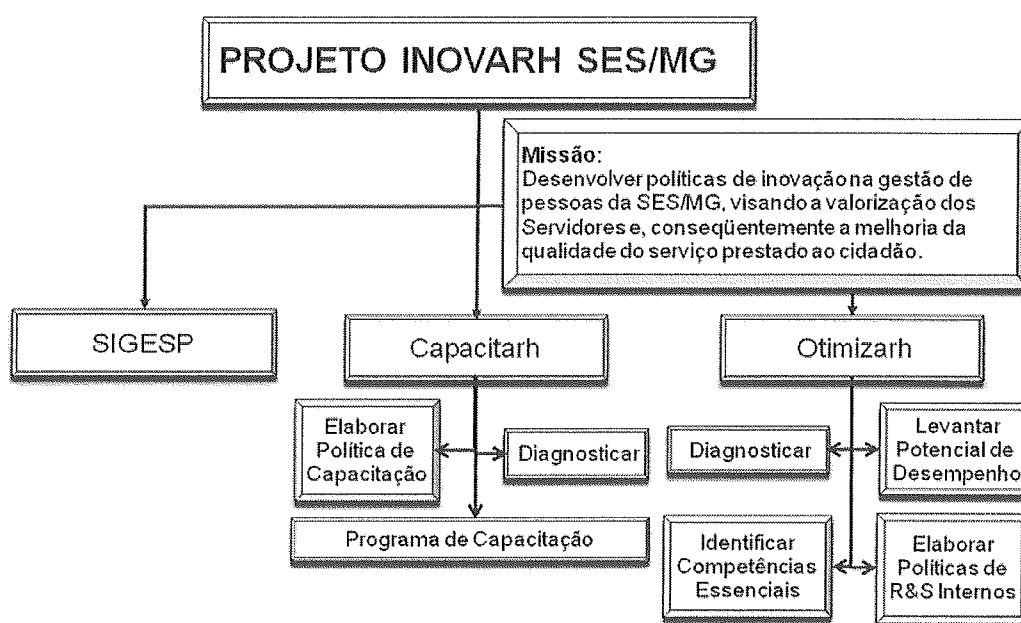 PROJETO INOVARH SES/MG
Missão:
Desenvolver políticas de inovação na gestão de
pessoas da SES/MG, visando a valorização dos
Servidores e, conseqüentemente a melhoria da
qualidade do serviço prestado ao cidadão.
SIGESP
Capacitarh
Otimizarh
Elaborar
Política de
Capacitação
Diagnosticar
Programa de Capacitação
Diagnosticar
Levantar
Potencial de
Desempenho
Identificar
Competências
Essenciais
Elaborar
Políticas de
R&S Internos